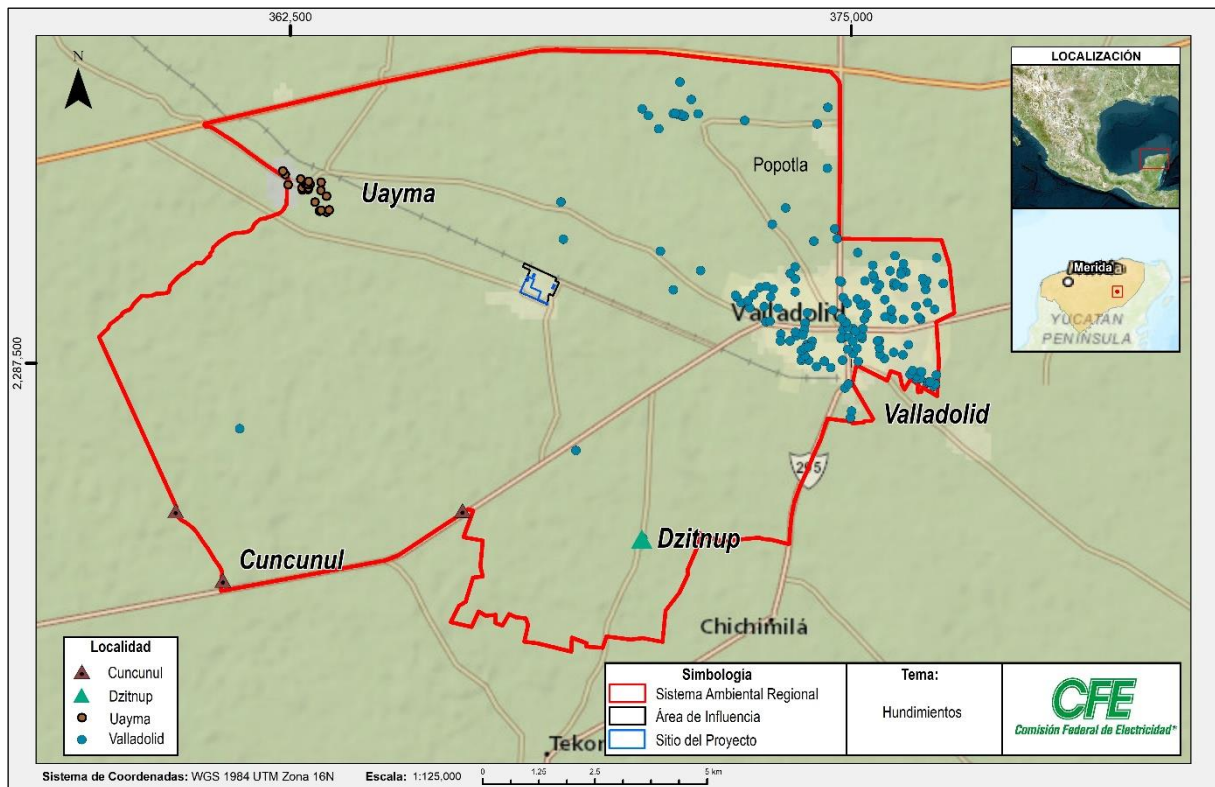 362,500
375,000
N
LOCALIZACIÓN
Popotla
Uayma
Merida
YUCATÁN
PENÍNSULA
Valladolid
2,287,500
Valladolid
295
Dzitnup
Cuncunul
Chichimilá
Localidad
Cuncunul
Dzitnup
Uayma
Valladolid
Simbología
Sistema Ambiental Regional
Área de Influencia
Sitio del Proyecto
Tema:
Hundimientos
CFE
Comisión Federal de Electricidad®
Tekom
Sistema de Coordenadas: WGS 1984 UTM Zona 16N Escala: 1:125,000
0 1.25 2.5 5 km